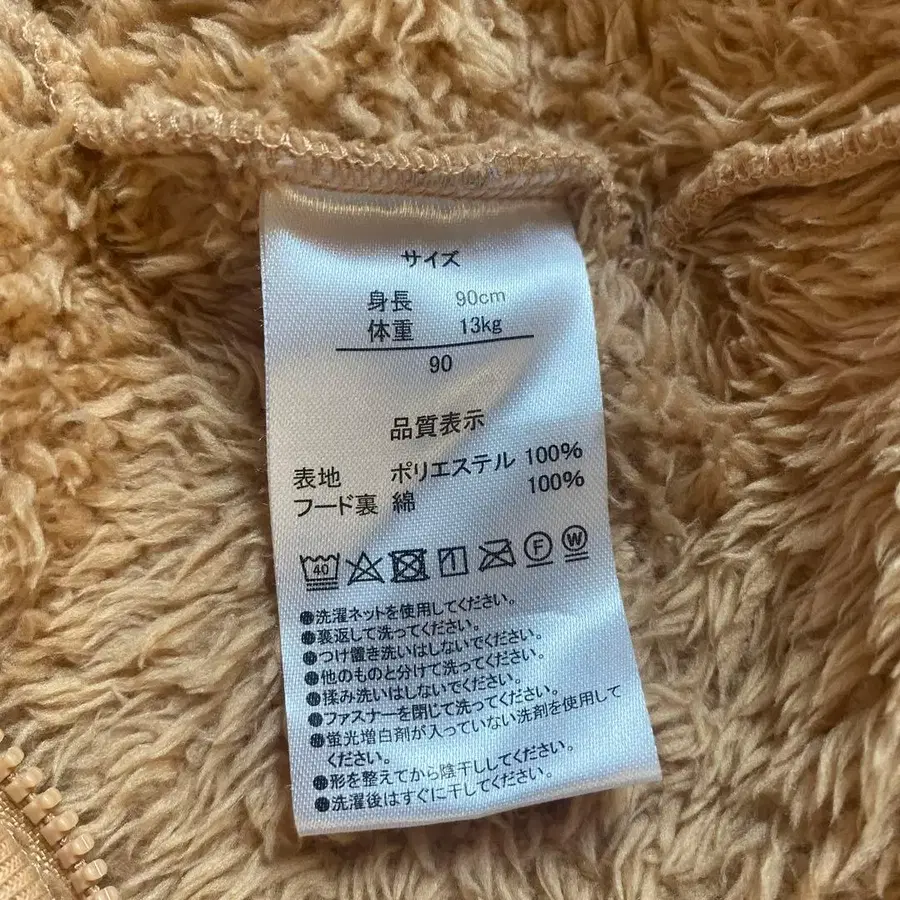 サイズ
身長 90cm
体重 13kg
90
品質表示
表地 ポリエステル 100%
フード裏 綿 100%
40 F W
●洗濯ネットを使用してください。
●裏返して洗ってください。
●つけ置き洗いはしないでください。
●他のものと分けて洗ってください。
●揉み洗いはしないでください。
●ファスナーを閉じて洗ってください。
●蛍光増白剤が入っていない洗剤を使用して
ください。
●形を整えてから陰干ししてください。
●洗濯後はすぐに干してください。